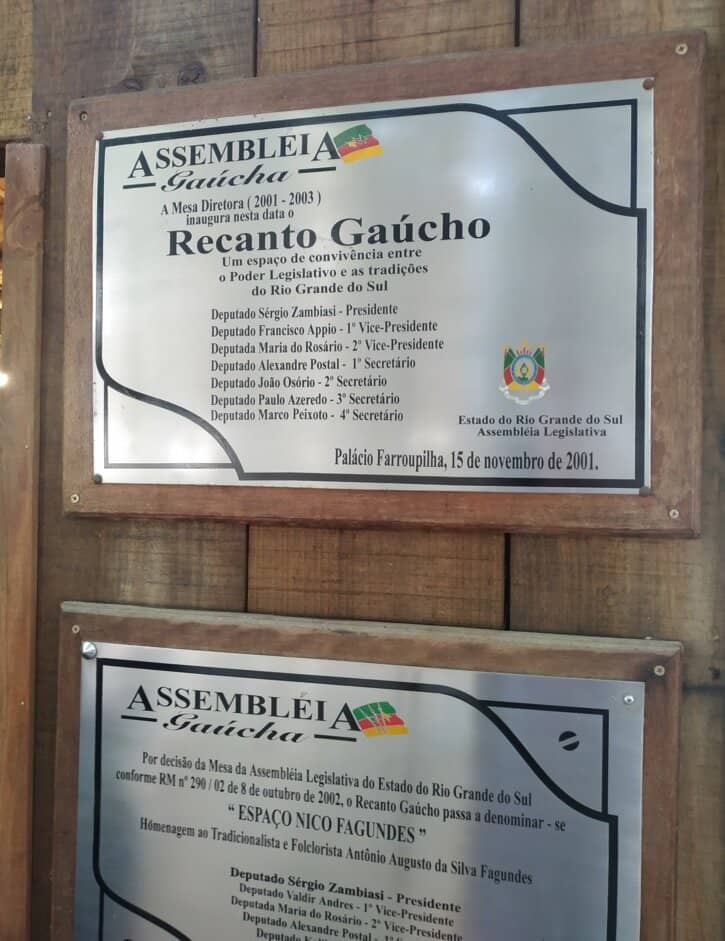 ASSEMBLEIA
Gaúcha
A Mesa Diretora ( 2001 - 2003 )
inaugura nesta data o
Recanto Gaúcho
Um espaço de convivência entre
o Poder Legislativo e as tradições
do Rio Grande do Sul
Deputado Sérgio Zambiasi - Presidente
Deputado Francisco Appio - 1º Vice-Presidente
Deputada Maria do Rosário - 2º Vice-Presidente
Deputado Alexandre Postal - 1º Secretário
Deputado João Osório - 2º Secretário
Deputado Paulo Azeredo - 3º Secretário
Deputado Marco Peixoto - 4º Secretário
Estado do Rio Grande do Sul
Assembléia Legislativa
Palácio Farroupilha, 15 de novembro de 2001.
ASSEMBLÉIA
Gaúcha
Por decisão da Mesa da Assembléia Legislativa do Estado do Rio Grande do Sul
conforme RM nº 290 / 02 de 8 de outubro de 2002, o Recanto Gaúcho passa a denominar - se
“ ESPAÇO NICO FAGUNDES ”
Hômenagem ao Tradicionalista e Folclorista Antônio Augusto da Silva Fagundes
Deputado Sérgio Zambiasi - Presidente
Deputado Valdir Andres - 1º Vice-Presidente
Deputada Maria do Rosário - 2º Vice-Presidente
Deputado Alexandre Postal -
Deputado